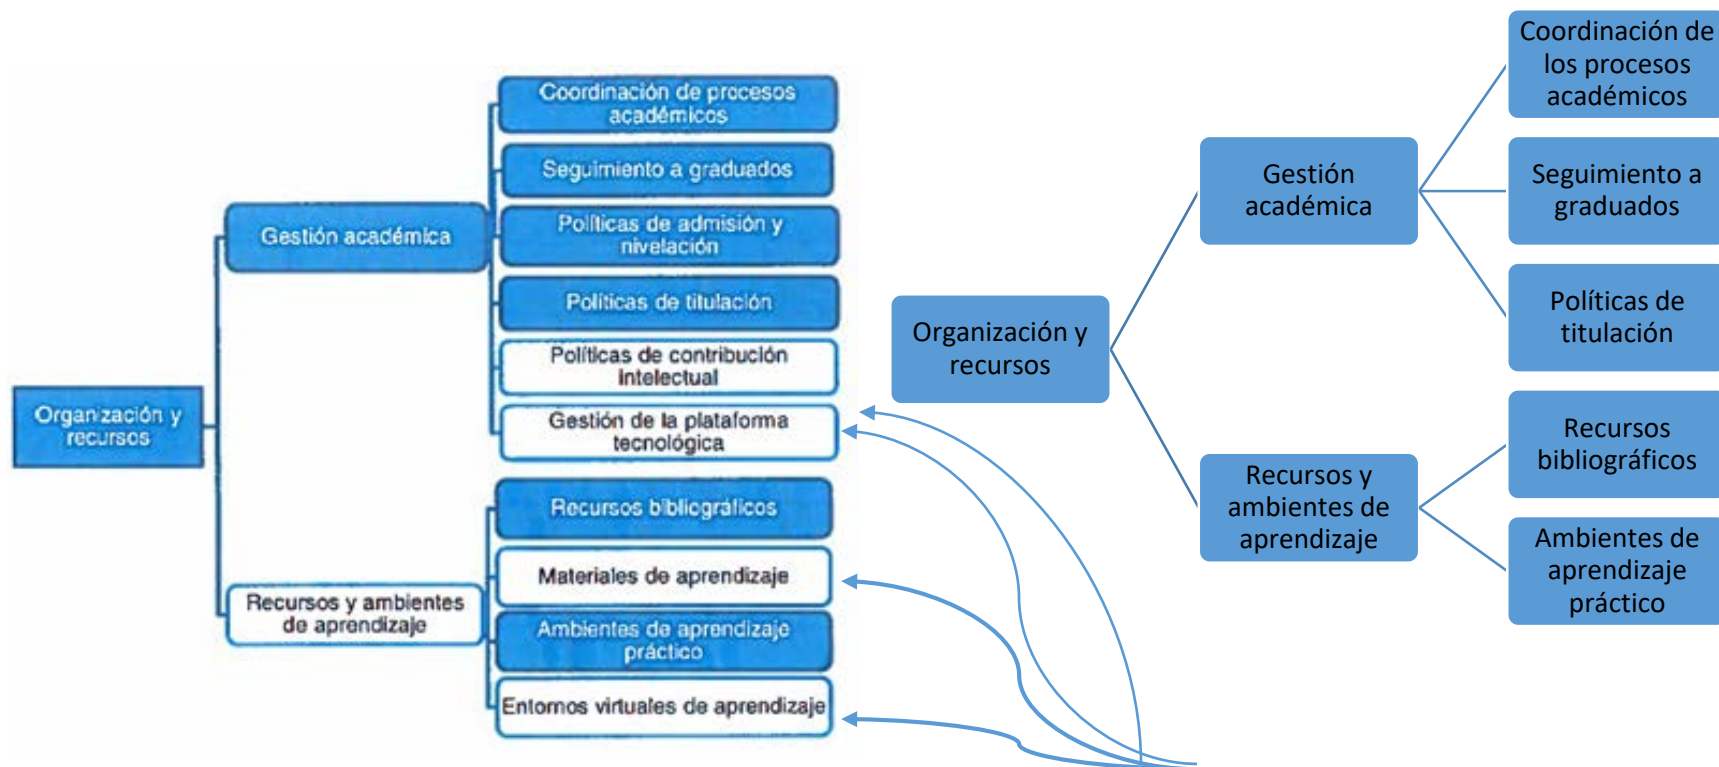 Coordinación de procesos
académicos
Seguimiento a graduados
Políticas de admisión y
nivelación
Gestión académica
Políticas de titulación
Políticas de contribución
intelectual
Gestión de la plataforma
tecnológica
Organización y
recursos
Recursos bibliográficos
Materiales de aprendizaje
Recursos y ambientes
de aprendizaje
Ambientes de aprendizaje
práctico
Entornos virtuales de aprendizaje
Coordinación de
los procesos
académicos
Gestión
académica
Seguimiento a
graduados
Políticas de
titulación
Organización y
recursos
Recursos
bibliográficos
Recursos y
ambientes de
aprendizaje
Ambientes de
aprendizaje
práctico